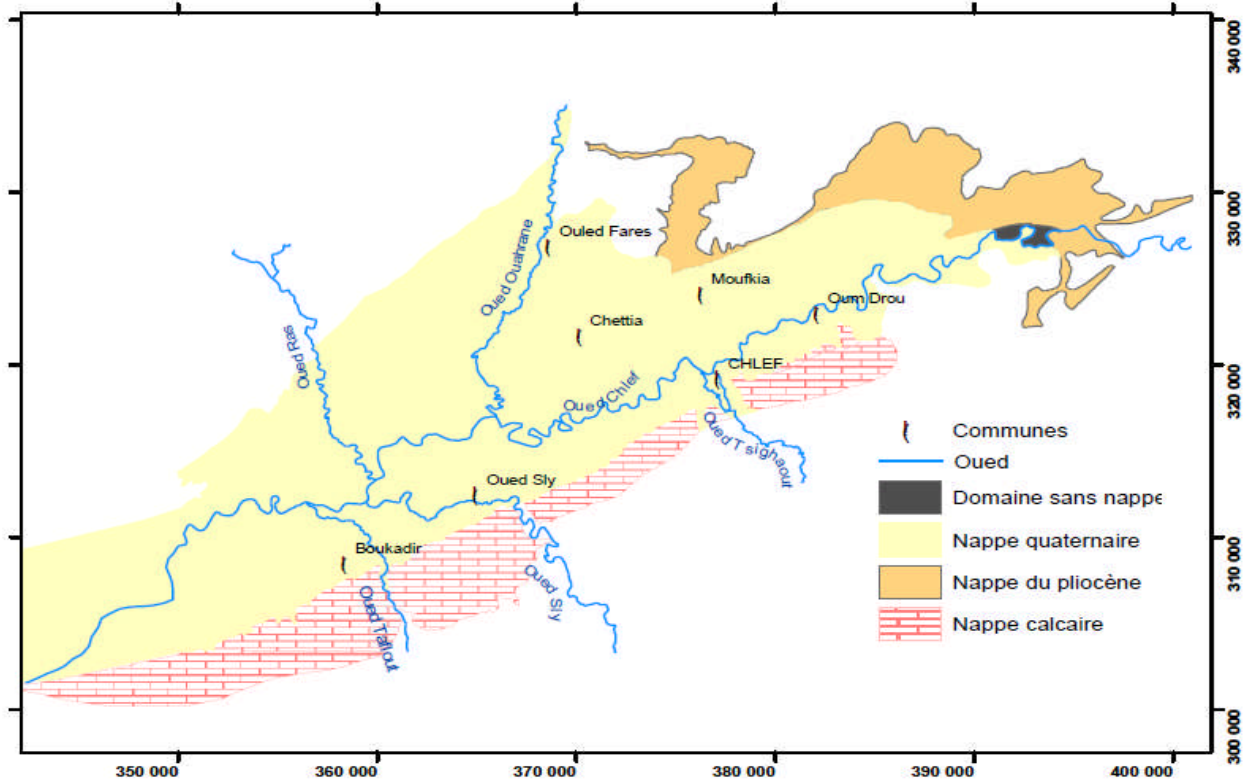 340 000
330 000
320 000
310 000
300 000
Ouled Fares
Oued Ouahrane
Moufkia
Oum Drou
Chettia
Oued Ras
CHLEF
Oued Chlef
Oued Tsighaout
Oued Sly
Boukadir
Oued Sly
Oued Taflout
Communes
Oued
Domaine sans nappe
Nappe quaternaire
Nappe du pliocène
Nappe calcaire
350 000 360 000 370 000 380 000 390 000 400 000